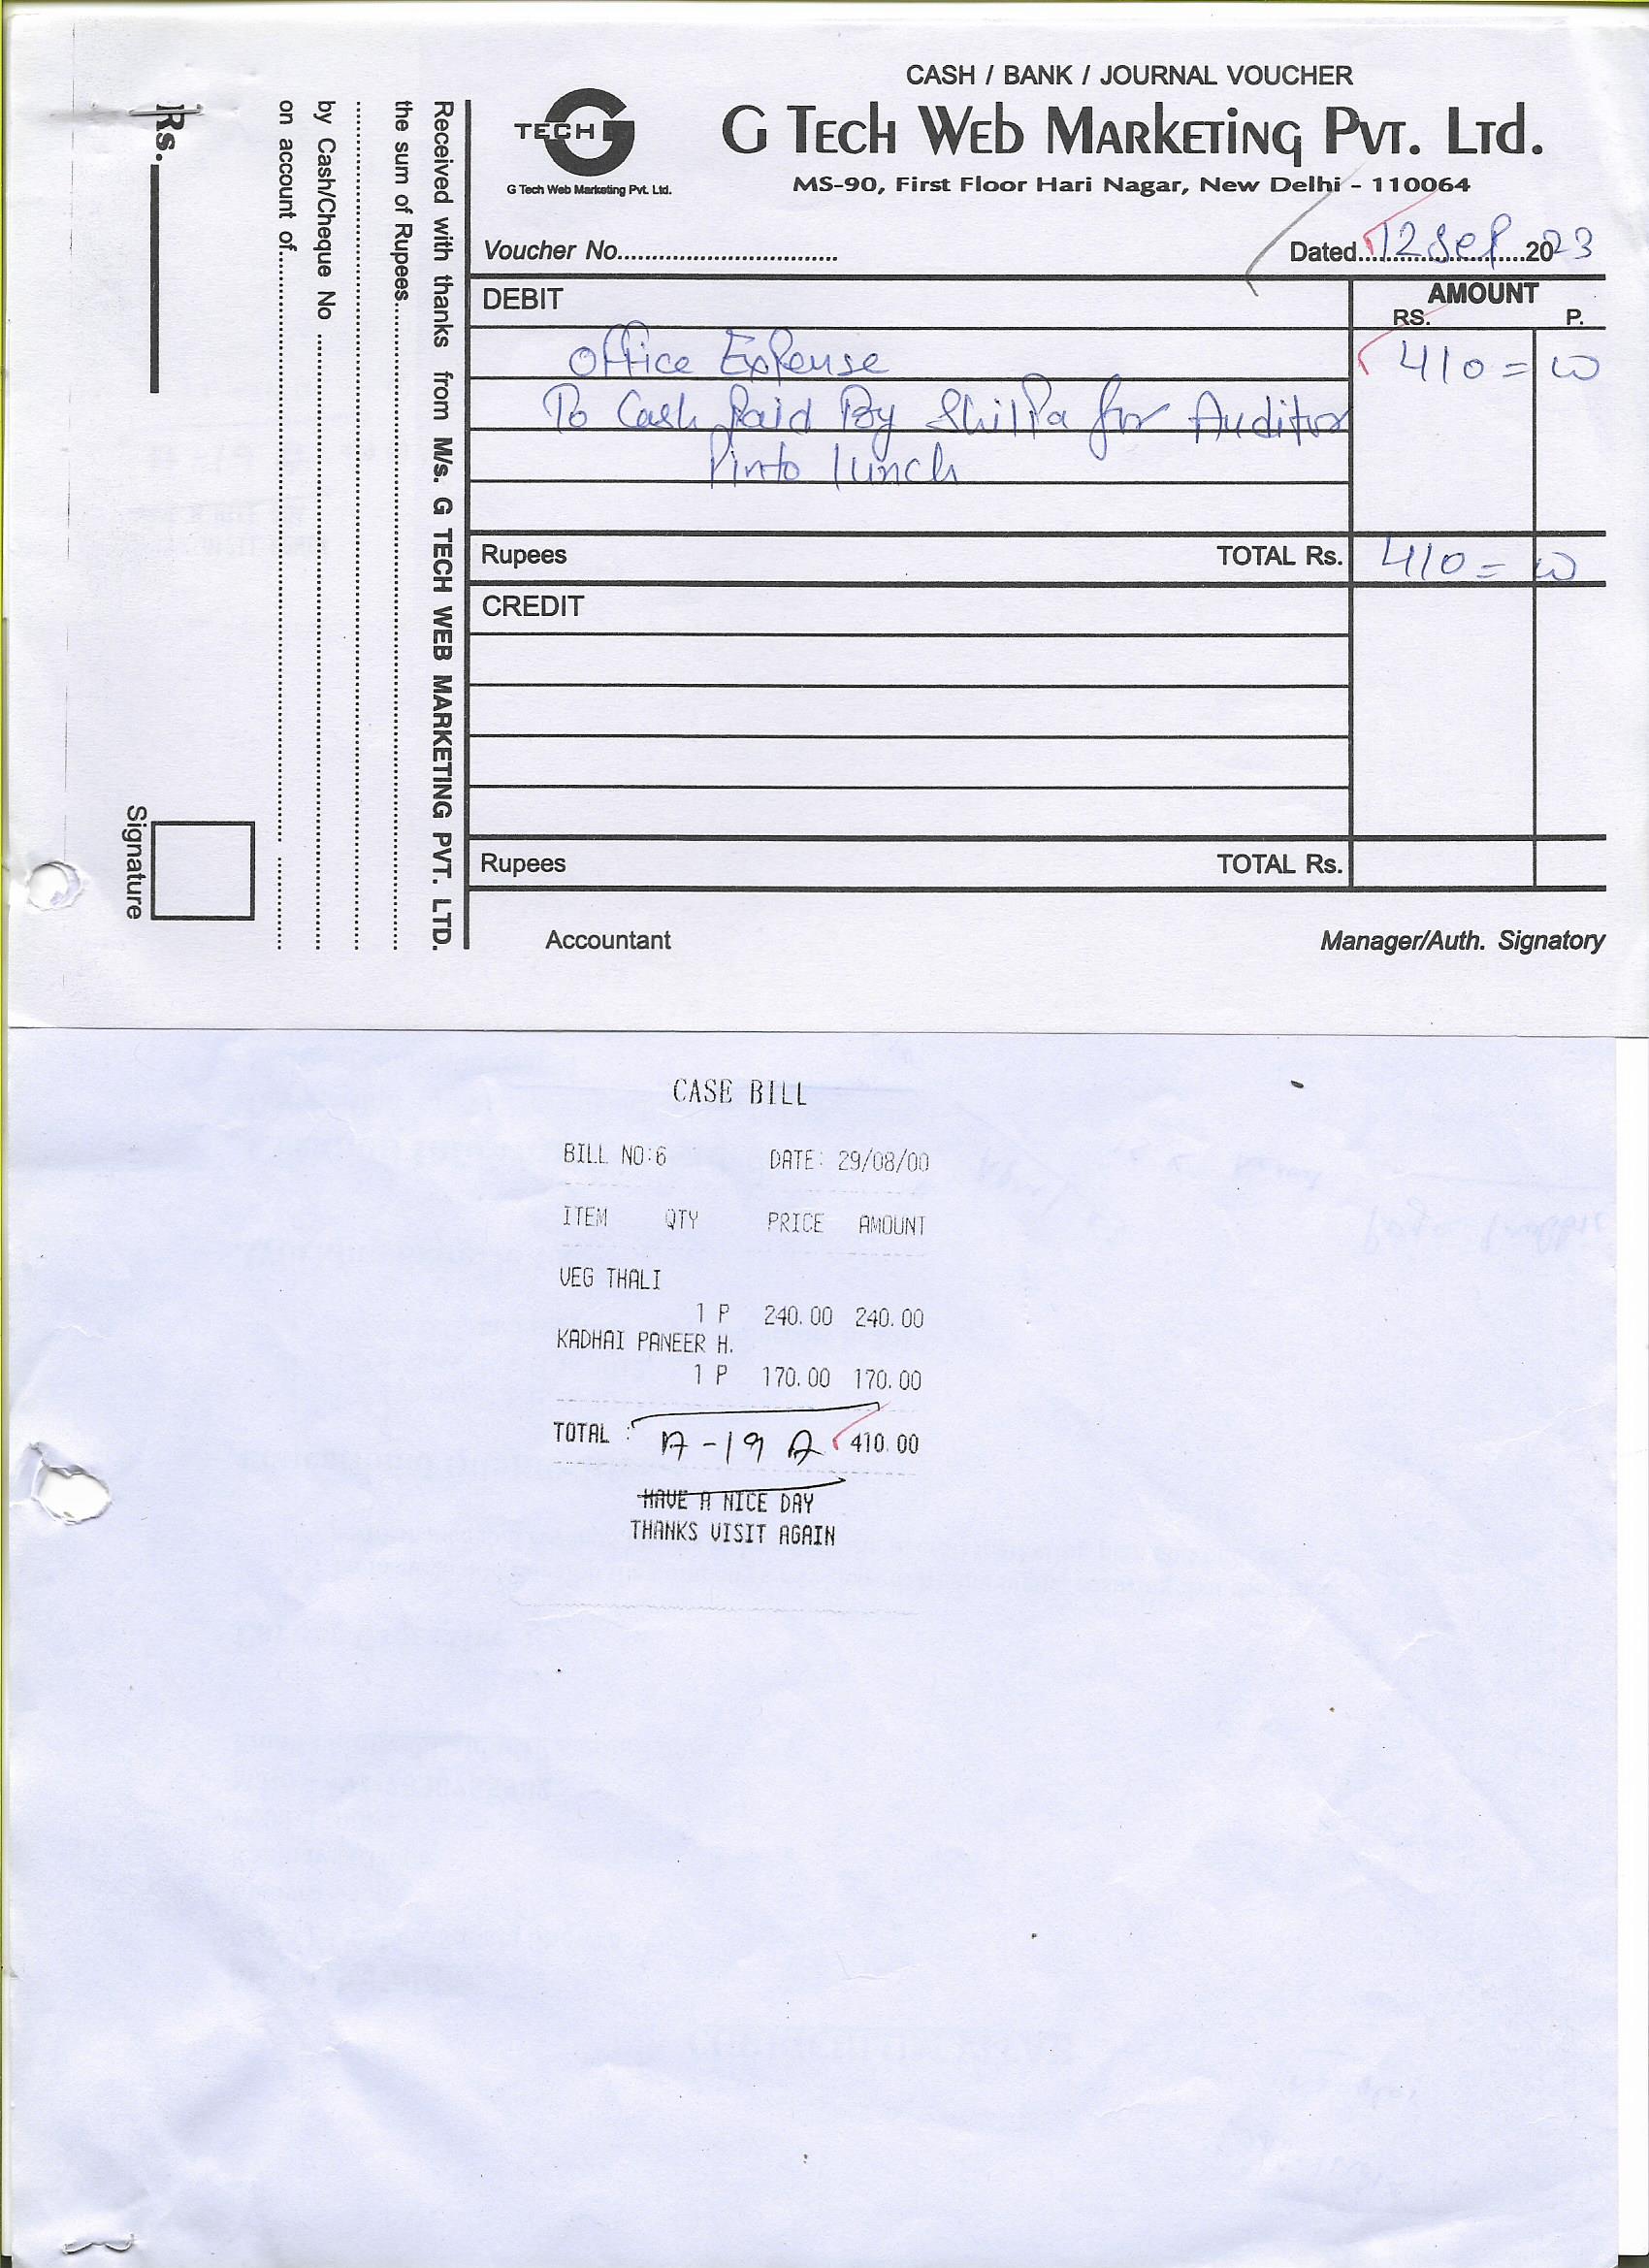 CASH / BANK / JOURNAL VOUCHER
TECH G
G Tech Web Marketing Pvt. Ltd.
G Tech Web Marketing Pvt. Ltd.
MS-90, First Floor Hari Nagar, New Delhi - 110064
Voucher No................................. Dated 12 Sep 2023
DEBIT AMOUNT
RS. P.
Office Expense 410 =
To Cash Paid By Shilpa for Auditor
Pinto lunch
Rupees TOTAL Rs. 410 =
CREDIT
Rupees TOTAL Rs.
Accountant Manager/Auth. Signatory
Received with thanks from M/s. G TECH WEB MARKETING PVT. LTD.
the sum of Rupees
by Cash/Cheque No
on account of
Rs.
Signature
CASE BILL
BILL NO:6 DATE: 29/08/00
ITEM QTY PRICE AMOUNT
VEG THALI
1 P 240.00 240.00
KADHAI PANEER H.
1 P 170.00 170.00
TOTAL : A-19 A 410.00
HAVE A NICE DAY
THANKS VISIT AGAIN